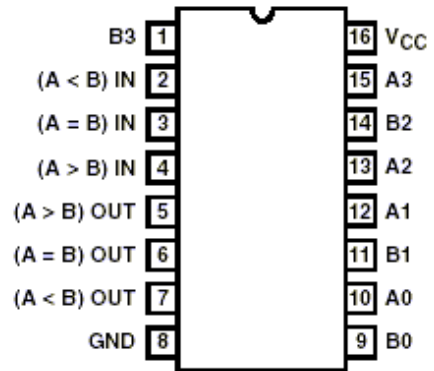 B3 1 16 VCC
(A < B) IN 2 15 A3
(A = B) IN 3 14 B2
(A > B) IN 4 13 A2
(A > B) OUT 5 12 A1
(A = B) OUT 6 11 B1
(A < B) OUT 7 10 A0
GND 8 9 B0